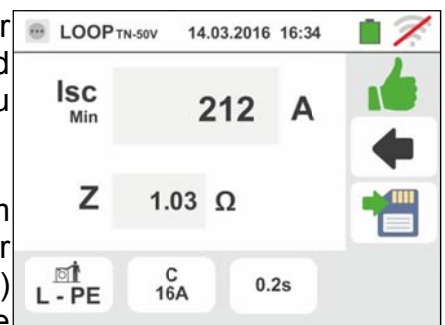 LOOP TN-50V 14.03.2016 16:34
Isc
Min
212 A
Z 1.03 Ω
L - PE
C
16A
0.2s